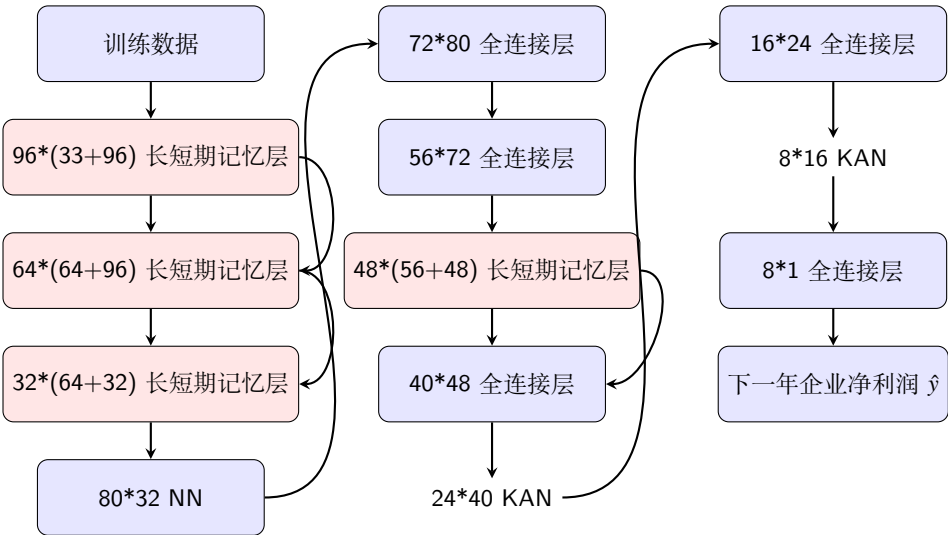 训练数据
96*(33+96) 长短期记忆层
64*(64+96) 长短期记忆层
32*(64+32) 长短期记忆层
80*32 NN
72*80 全连接层
56*72 全连接层
48*(56+48) 长短期记忆层
40*48 全连接层
24*40 KAN
16*24 全连接层
8*16 KAN
8*1 全连接层
下一年企业净利润 ŷ